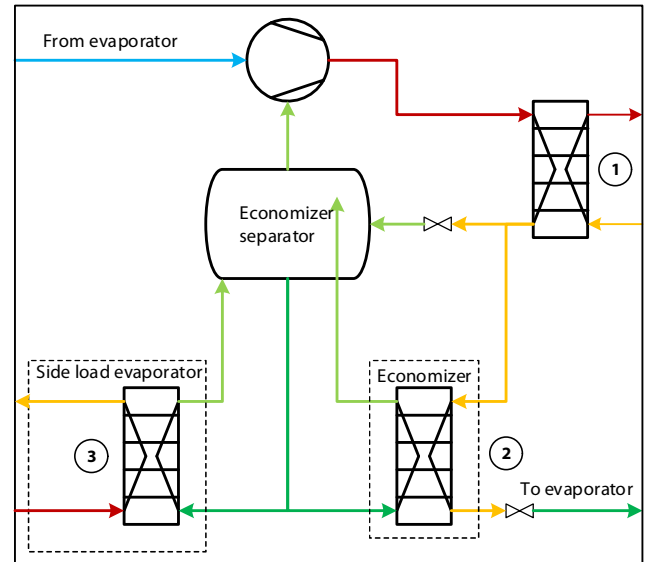 From evaporator
1
Economizer
separator
Side load evaporator
Economizer
3
2
To evaporator